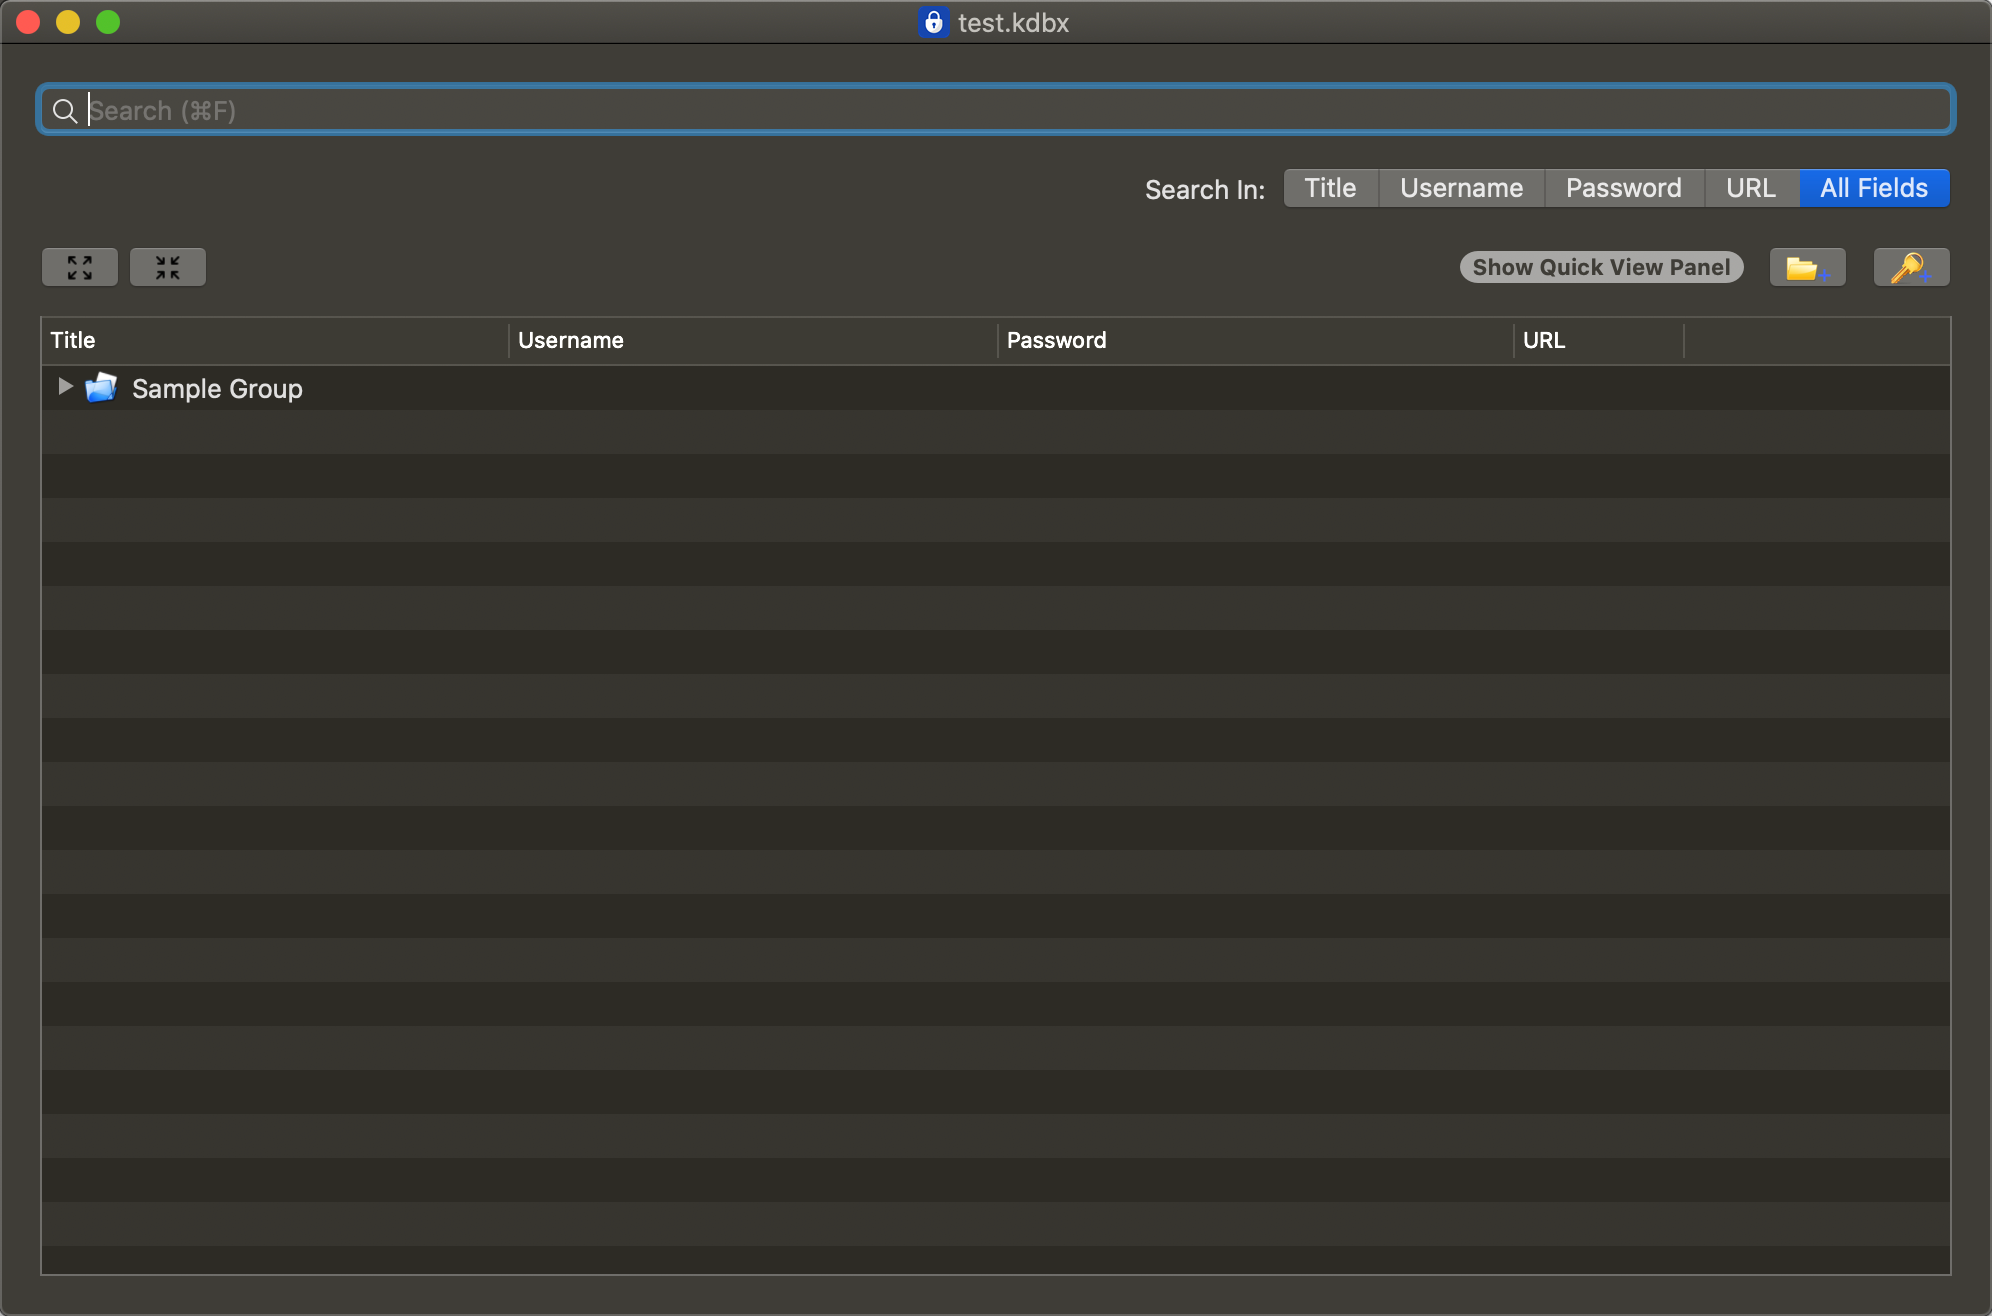 test.kdbx
Search (⌘F)
Search In: Title Username Password URL All Fields
Show Quick View Panel
Title Username Password URL
Sample Group